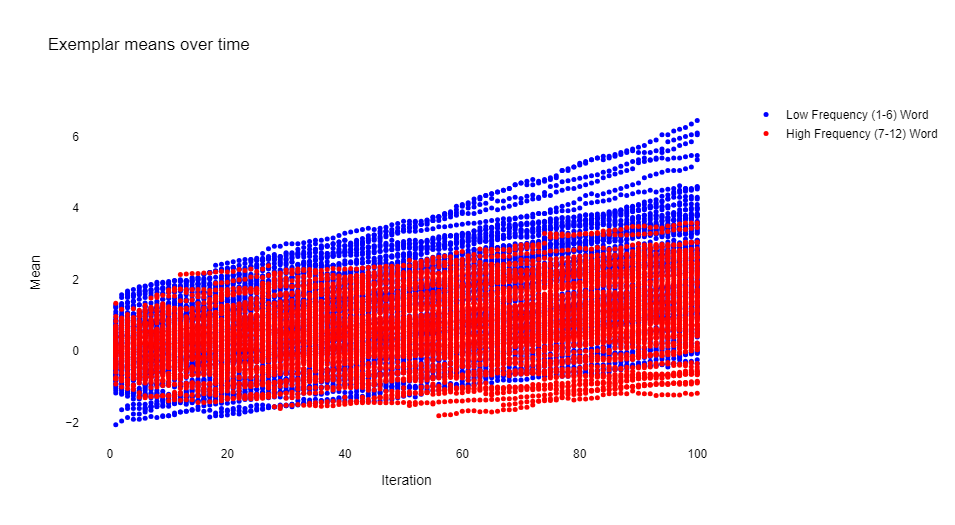 Exemplar means over time
Low Frequency (1-6) Word
High Frequency (7-12) Word
6
4
2
0
−2
Mean
0 20 40 60 80 100
Iteration